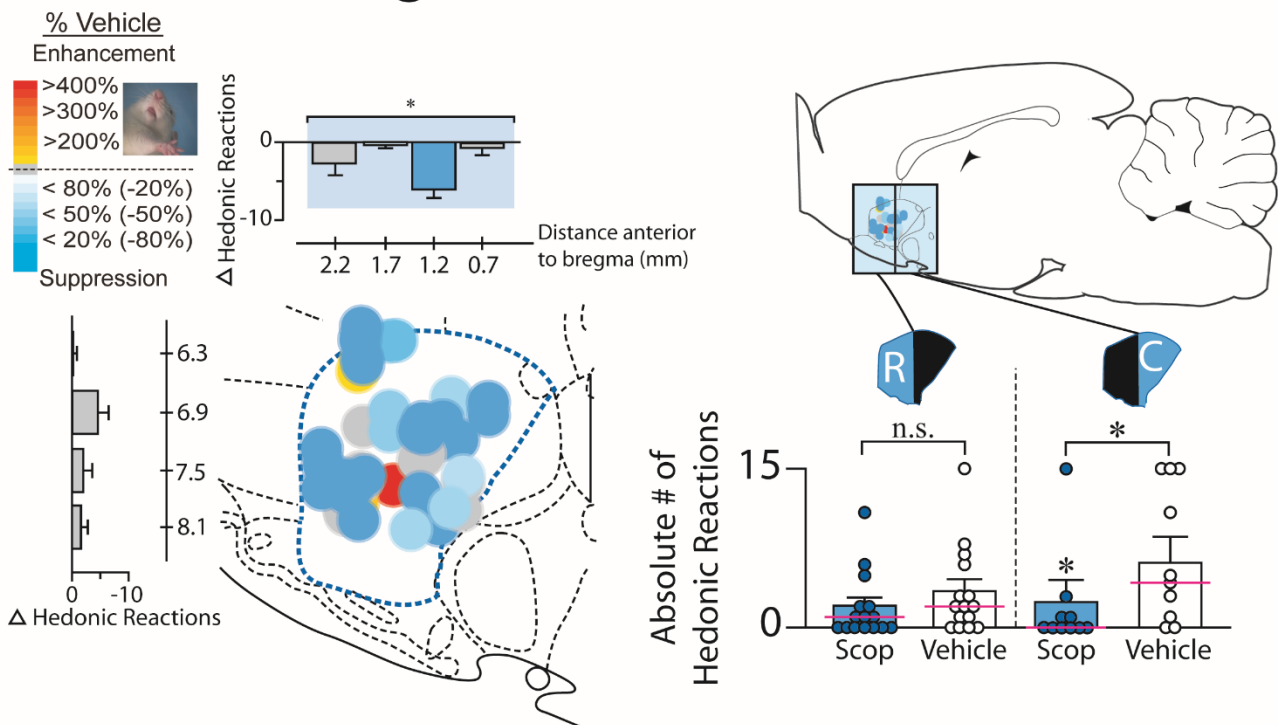 % Vehicle
Enhancement
>400%
>300%
>200%
< 80% (-20%)
< 50% (-50%)
< 20% (-80%)
Suppression
Δ Hedonic Reactions
*
0
-10
2.2 1.7 1.2 0.7
Distance anterior
to bregma (mm)
6.3
6.9
7.5
8.1
0 -10
Δ Hedonic Reactions
R
C
Absolute # of
Hedonic Reactions
15
0
n.s.
*
*
Scop Vehicle Scop Vehicle